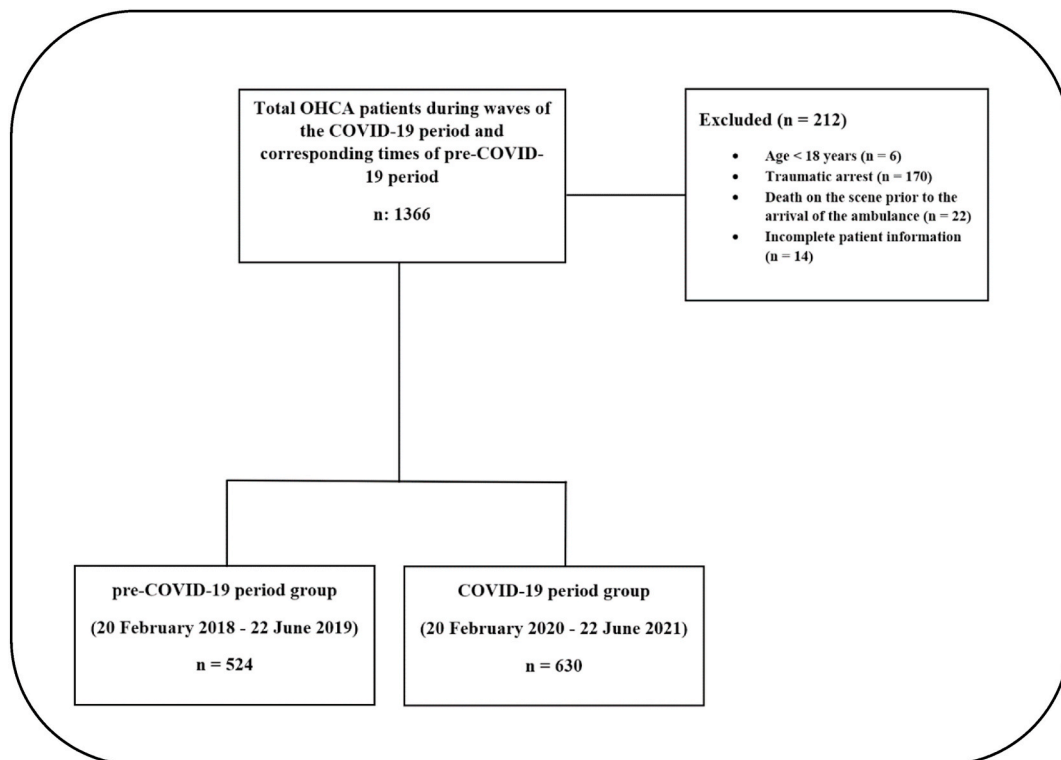 Total OHCA patients during waves of
the COVID-19 period and
corresponding times of pre-COVID-
19 period
n: 1366
Excluded (n = 212)
• Age < 18 years (n = 6)
• Traumatic arrest (n = 170)
• Death on the scene prior to the
arrival of the ambulance (n = 22)
• Incomplete patient information
(n = 14)
pre-COVID-19 period group
(20 February 2018 - 22 June 2019)
n = 524
COVID-19 period group
(20 February 2020 - 22 June 2021)
n = 630